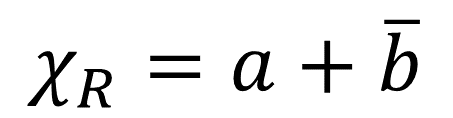 χ_R = a + b̅